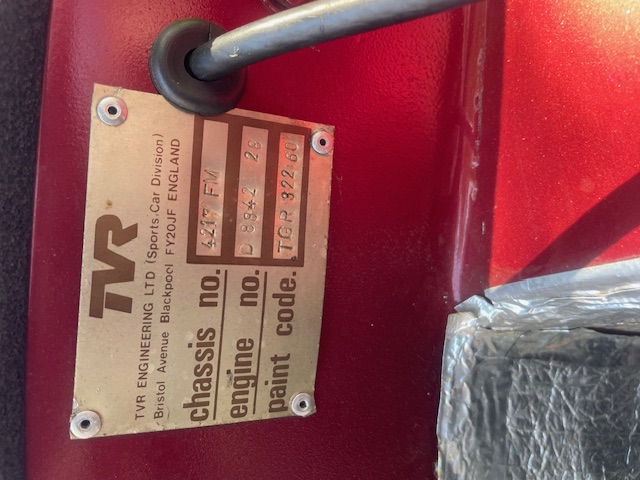 TVR
TVR ENGINEERING LTD (Sports.Car Division)
Bristol Avenue Blackpool FY20JF ENGLAND
chassis no. 4217 FM
engine no. D 8842 28
paint code. TCR 322 60